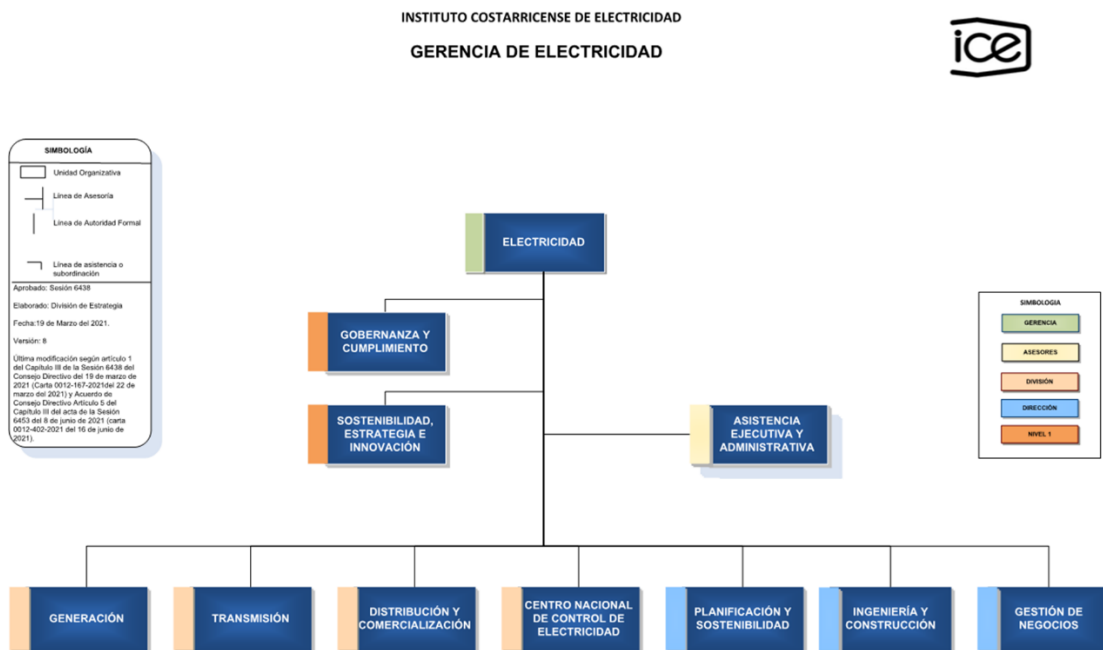 INSTITUTO COSTARRICENSE DE ELECTRICIDAD
GERENCIA DE ELECTRICIDAD
ice
SIMBOLOGÍA
Unidad Organizativa
Línea de Asesoría
Línea de Autoridad Formal
Línea de asistencia o
subordinación
Aprobado: Sesión 6438
Elaborado: División de Estrategia
Fecha:19 de Marzo del 2021.
Versión: 8
Última modificación según artículo 1
del Capítulo III de la Sesión 6438 del
Consejo Directivo del 19 de marzo de
2021 (Carta 0012-167-2021del 22 de
marzo del 2021) y Acuerdo de
Consejo Directivo Artículo 5 del
Capítulo III del acta de la Sesión
6453 del 8 de junio de 2021 (carta
0012-402-2021 del 16 de junio de
2021).
ELECTRICIDAD
GOBERNANZA Y
CUMPLIMIENTO
SOSTENIBILIDAD,
ESTRATEGIA E
INNOVACIÓN
ASISTENCIA
EJECUTIVA Y
ADMINISTRATIVA
SIMBOLOGIA
GERENCIA
ASESORES
DIVISIÓN
DIRECCIÓN
NIVEL 1
GENERACIÓN
TRANSMISIÓN
DISTRIBUCIÓN Y
COMERCIALIZACIÓN
CENTRO NACIONAL
DE CONTROL DE
ELECTRICIDAD
PLANIFICACIÓN Y
SOSTENIBILIDAD
INGENIERÍA Y
CONSTRUCCIÓN
GESTIÓN DE
NEGOCIOS